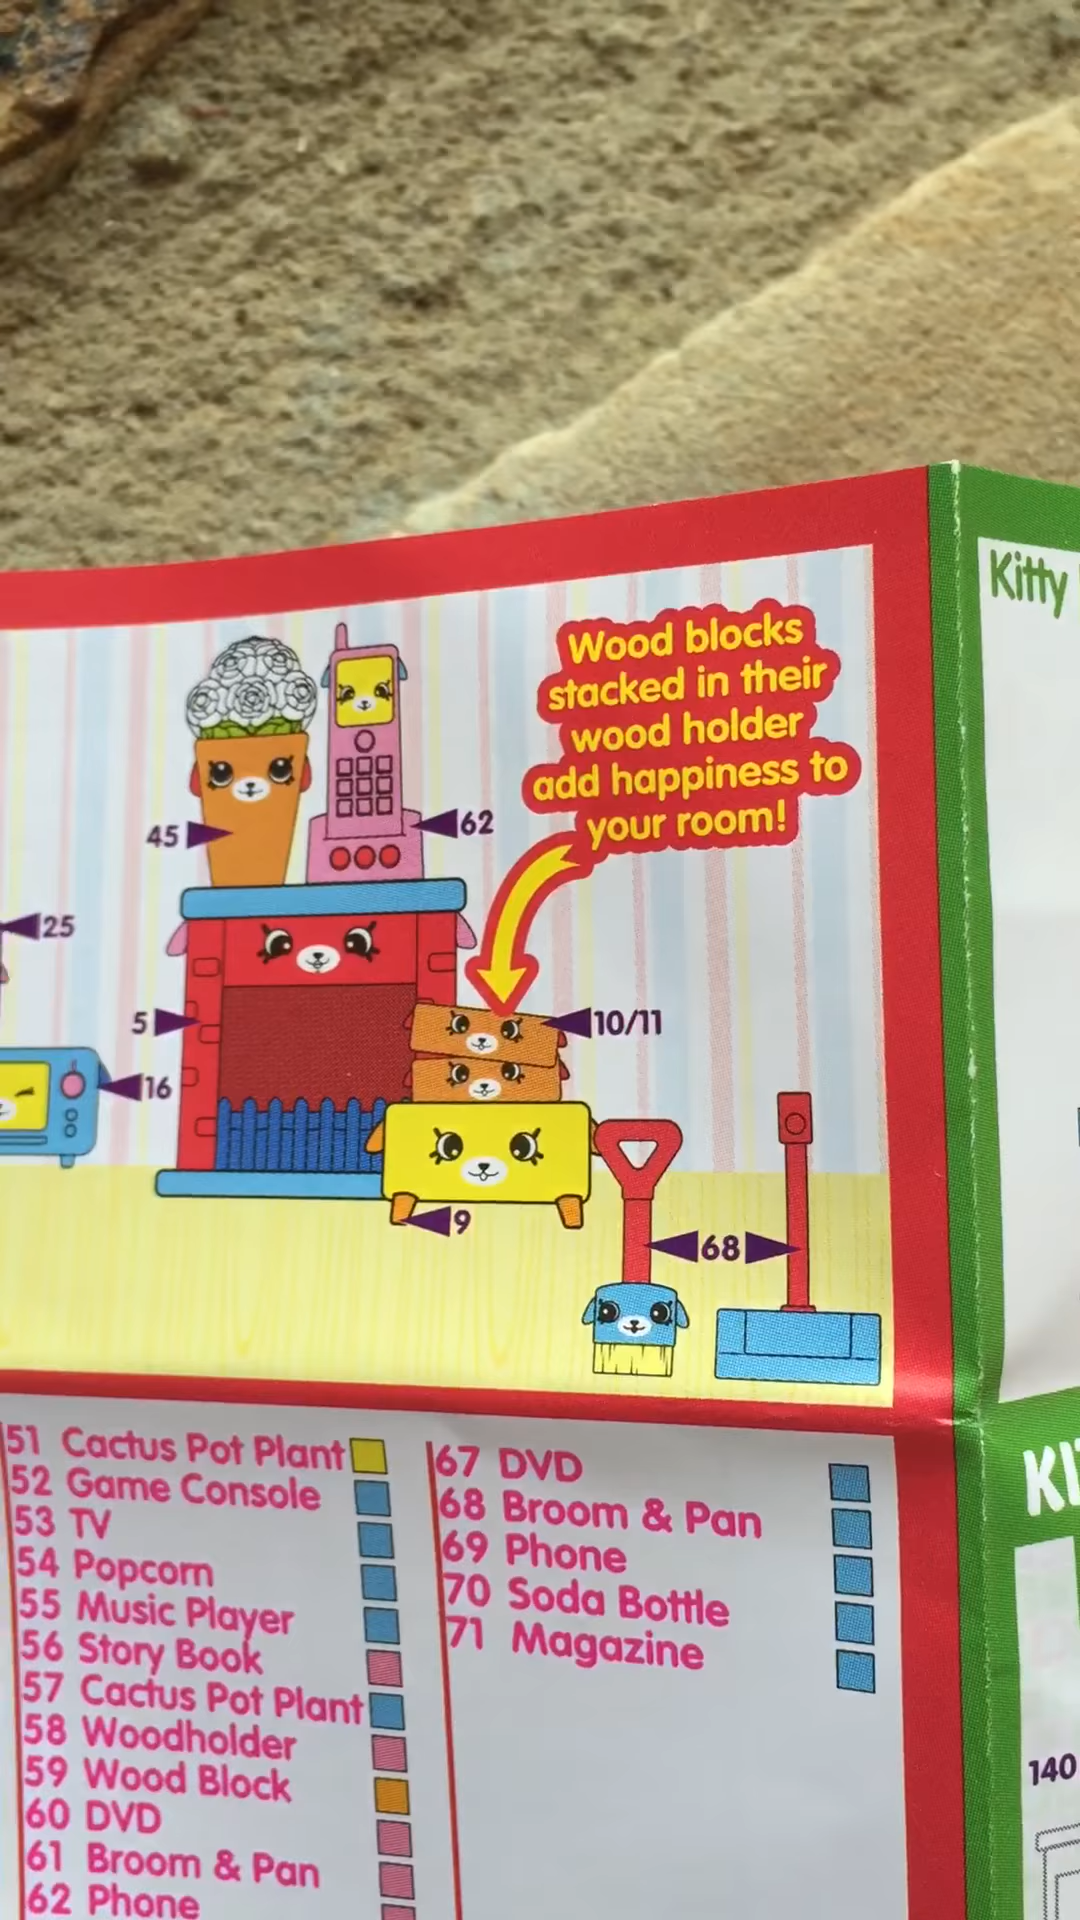 Kitty
Wood blocks
stacked in their
wood holder
add happiness to
your room!
45
62
25
5
10/11
16
9
68
51 Cactus Pot Plant
52 Game Console
53 TV
54 Popcorn
55 Music Player
56 Story Book
57 Cactus Pot Plant
58 Woodholder
59 Wood Block
60 DVD
61 Broom & Pan
62 Phone
67 DVD
68 Broom & Pan
69 Phone
70 Soda Bottle
71 Magazine
KI
140